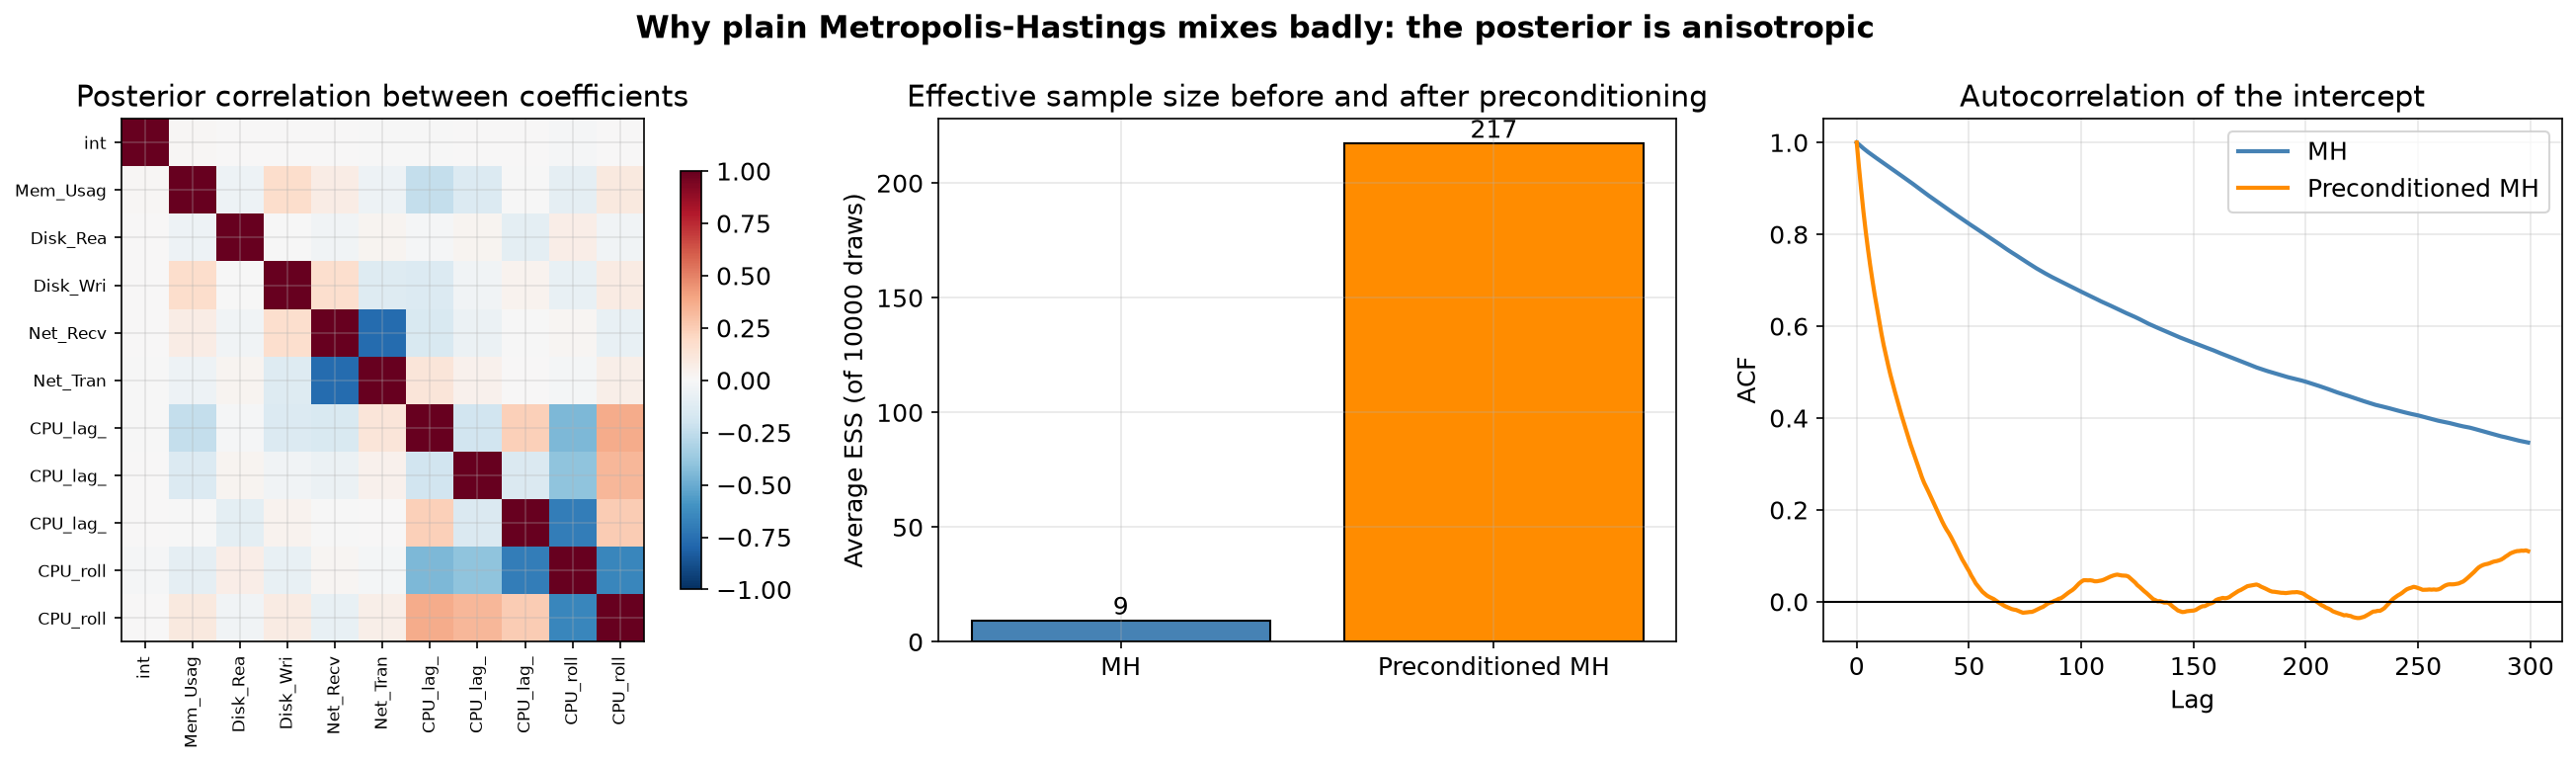 Why plain Metropolis-Hastings mixes badly: the posterior is anisotropic
Posterior correlation between coefficients
int
Mem_Usag
Disk_Rea
Disk_Wri
Net_Recv
Net_Tran
CPU_lag_
CPU_lag_
CPU_lag_
CPU_roll
CPU_roll
int
Mem_Usag
Disk_Rea
Disk_Wri
Net_Recv
Net_Tran
CPU_lag_
CPU_lag_
CPU_lag_
CPU_roll
CPU_roll
1.00
0.75
0.50
0.25
0.00
−0.25
−0.50
−0.75
−1.00
Effective sample size before and after preconditioning
Average ESS (of 10000 draws)
200
150
100
50
0
217
9
MH
Preconditioned MH
Autocorrelation of the intercept
MH
Preconditioned MH
ACF
1.0
0.8
0.6
0.4
0.2
0.0
0
50
100
150
200
250
300
Lag